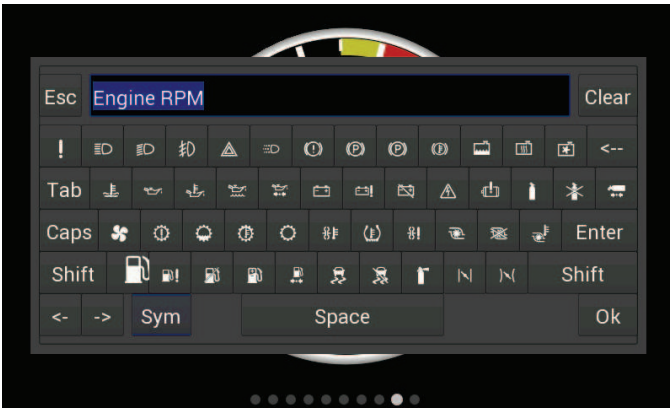 Esc Engine RPM Clear
! <--
Tab
Caps Enter
Shift Shift
<- -> Sym Space Ok